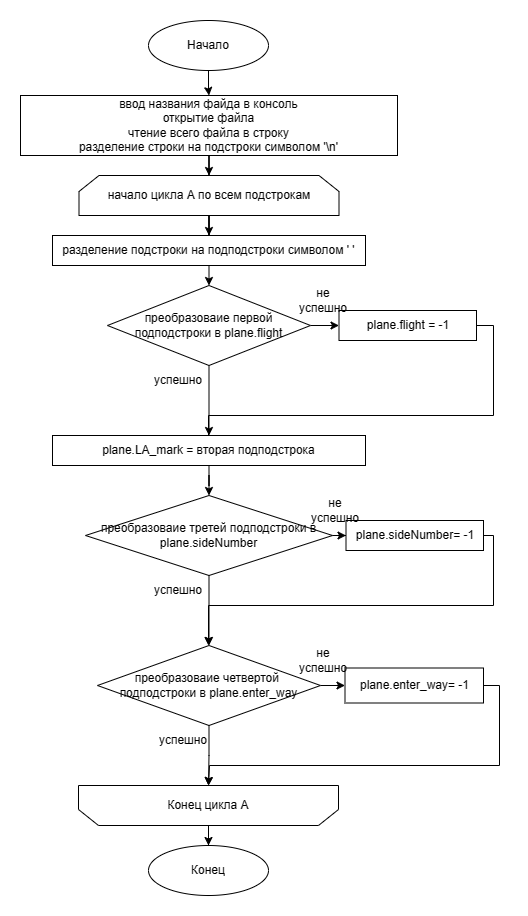 Начало
ввод названия файда в консоль
открытие файла
чтение всего файла в строку
разделение строки на подстроки символом '\n'
начало цикла А по всем подстрокам
разделение подстроки на подподстроки символом ' '
не
успешно
преобразоваие первой
подподстроки в plane.flight
plane.flight = -1
успешно
plane.LA_mark = вторая подподстрока
не
успешно
преобразоваие третей подподстроки в
plane.sideNumber
plane.sideNumber= -1
успешно
не
успешно
преобразоваие четвертой
подподстроки в plane.enter_way
plane.enter_way= -1
успешно
Конец цикла А
Конец